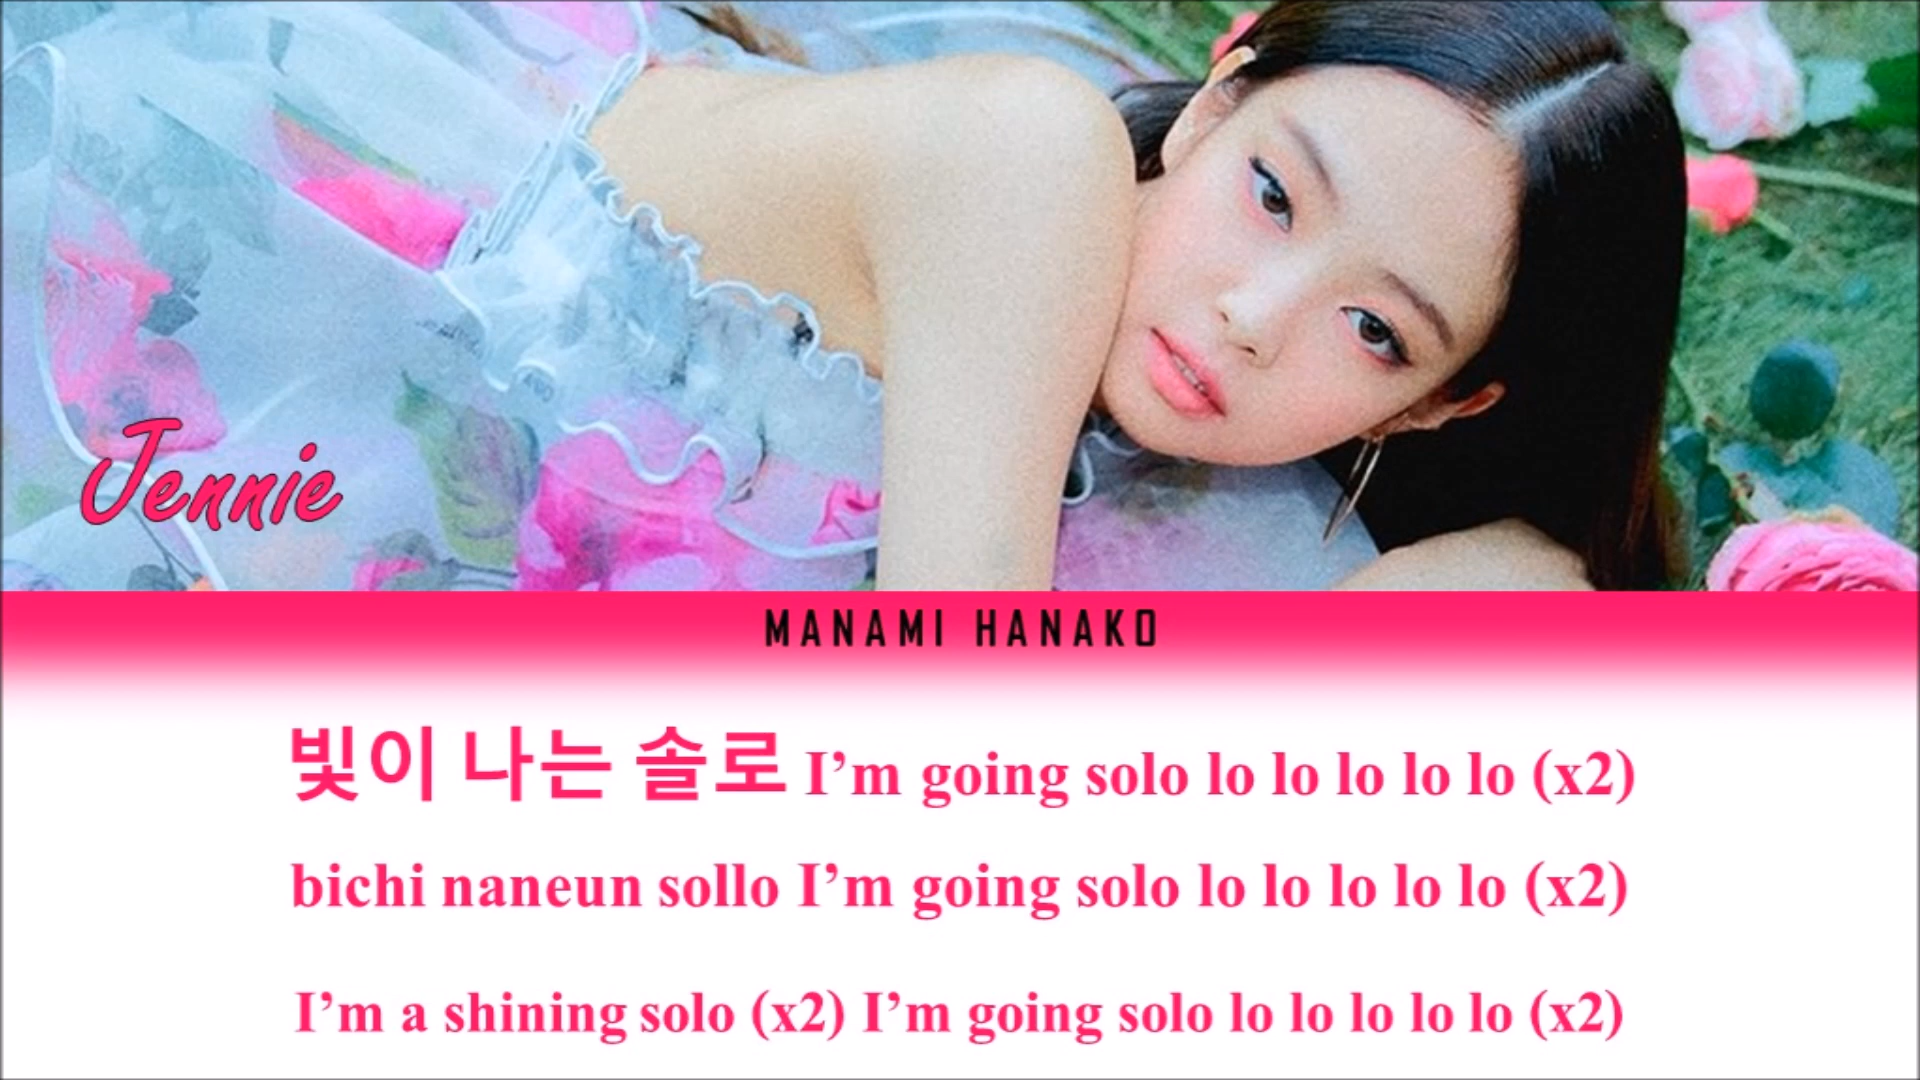 Jennie
MANAMI HANAKO
빛이 나는 솔로 I’m going solo lo lo lo lo lo (x2)
bichi naneun sollo I’m going solo lo lo lo lo lo (x2)
I’m a shining solo (x2) I’m going solo lo lo lo lo lo (x2)